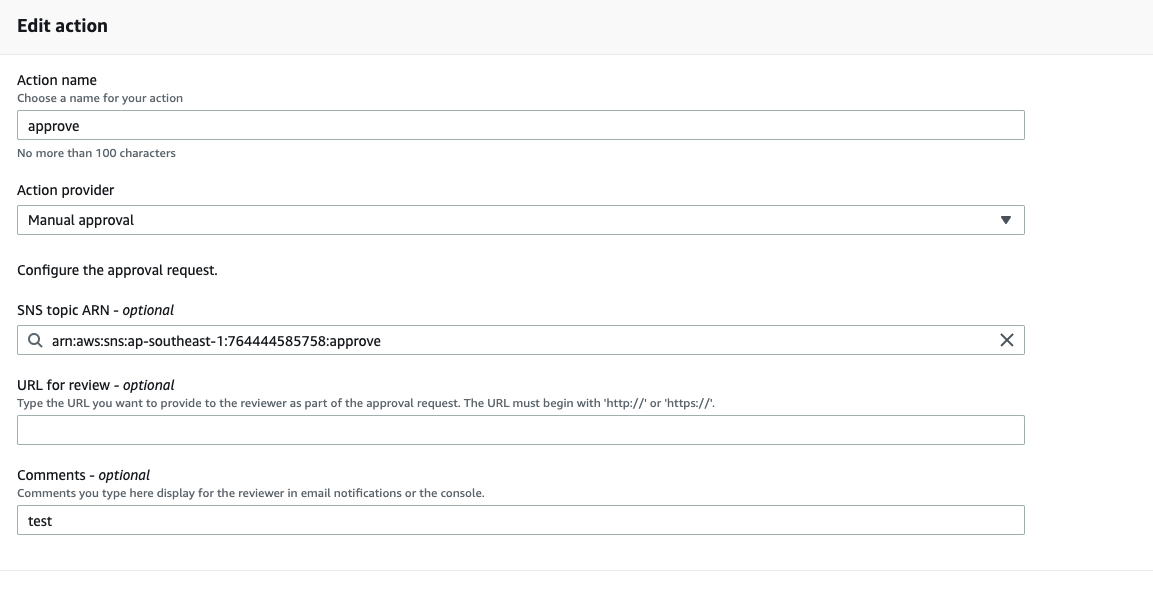 Edit action
Action name
Choose a name for your action
approve
No more than 100 characters
Action provider
Manual approval
Configure the approval request.
SNS topic ARN - optional
arn:aws:sns:ap-southeast-1:764444585758:approve
URL for review - optional
Type the URL you want to provide to the reviewer as part of the approval request. The URL must begin with 'http://' or 'https://'.
Comments - optional
Comments you type here display for the reviewer in email notifications or the console.
test